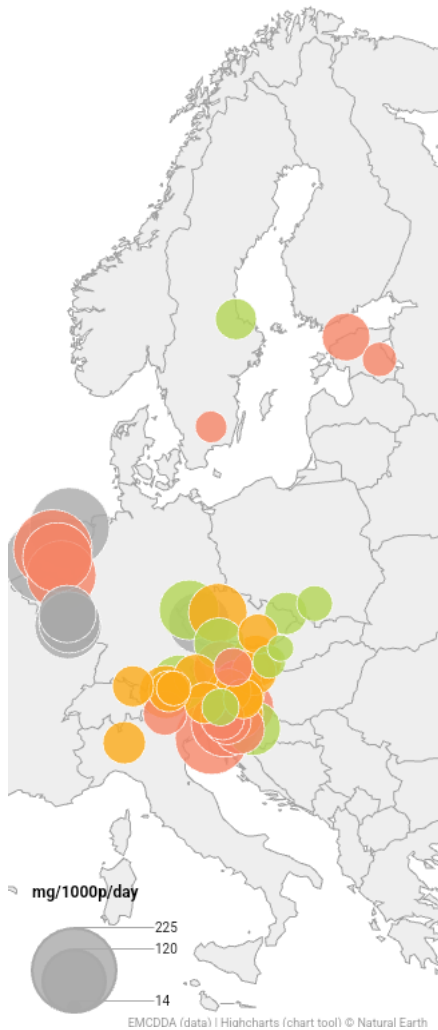 mg/1000p/day
225
120
14
EMCDDA (data) | Highcharts (chart tool) © Natural Earth